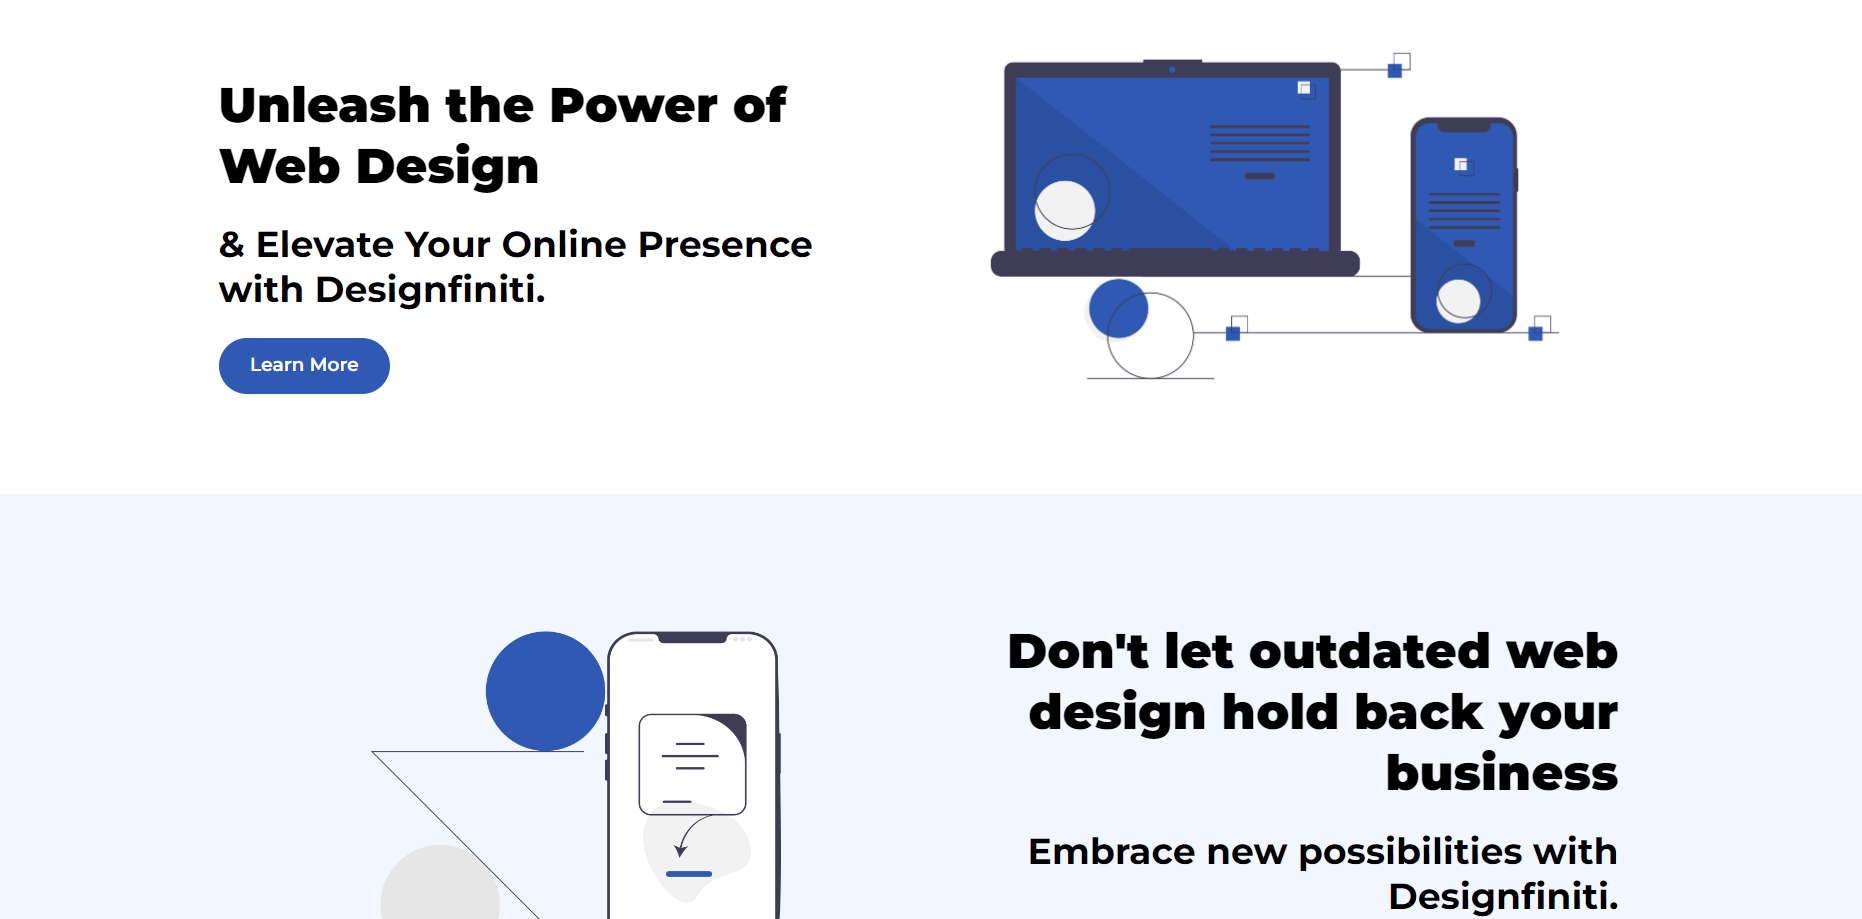 Unleash the Power of
Web Design
& Elevate Your Online Presence
with Designfiniti.
Learn More
Don't let outdated web
design hold back your
business
Embrace new possibilities with
Designfiniti.